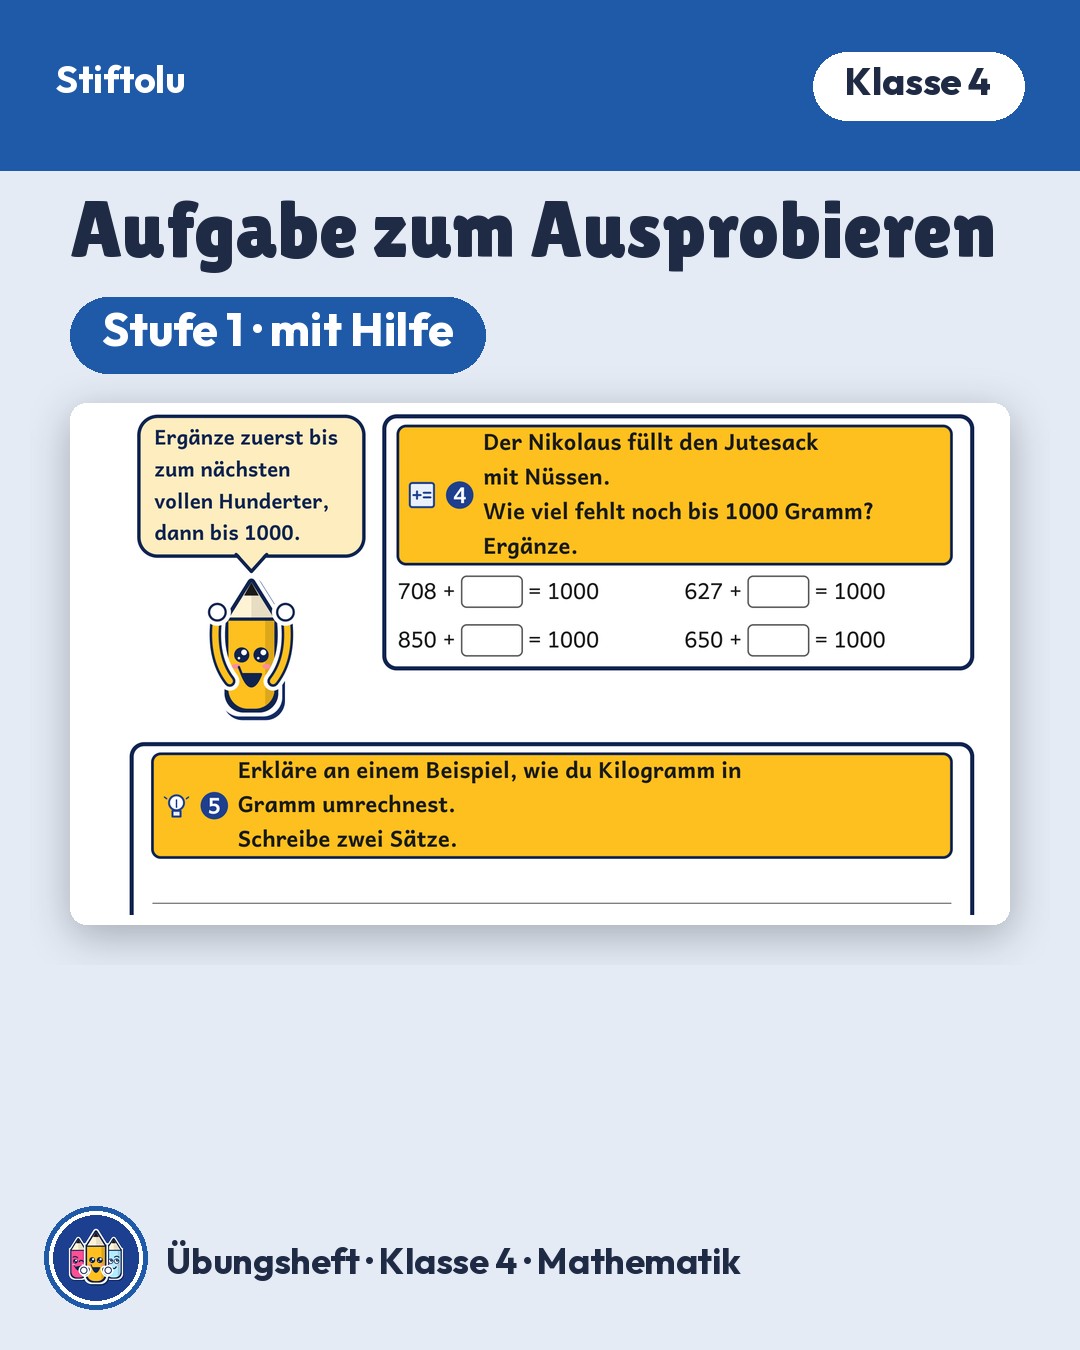 Stiftolu
Klasse 4
Aufgabe zum Ausprobieren
Stufe 1 · mit Hilfe
Ergänze zuerst bis
zum nächsten
vollen Hunderter,
dann bis 1000.
+=
4
Der Nikolaus füllt den Jutesack
mit Nüssen.
Wie viel fehlt noch bis 1000 Gramm?
Ergänze.
708 + = 1000
627 + = 1000
850 + = 1000
650 + = 1000
5
Erkläre an einem Beispiel, wie du Kilogramm in
Gramm umrechnest.
Schreibe zwei Sätze.
Übungsheft · Klasse 4 · Mathematik